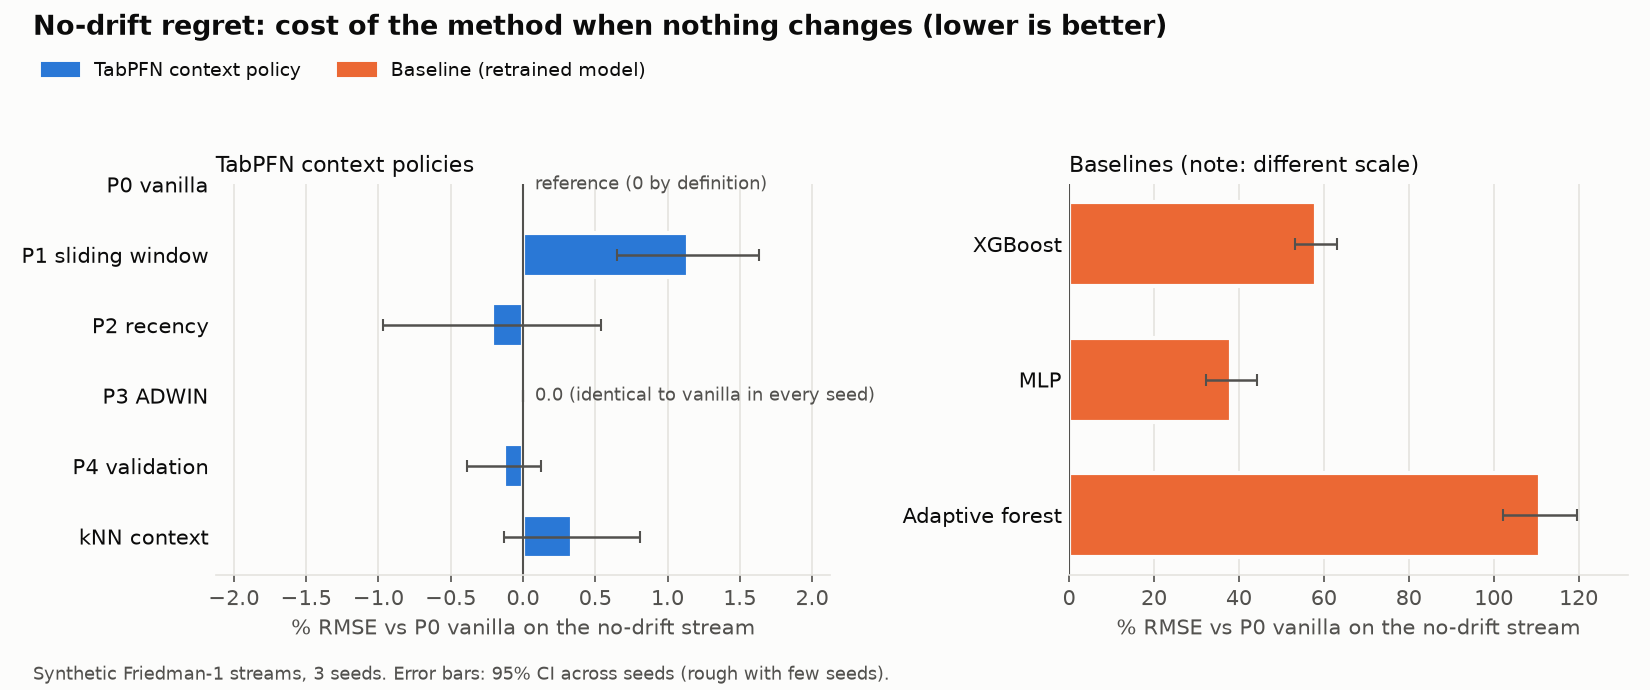 No-drift regret: cost of the method when nothing changes (lower is better)
TabPFN context policy
Baseline (retrained model)
TabPFN context policies
P0 vanilla
reference (0 by definition)
P1 sliding window
P2 recency
P3 ADWIN
0.0 (identical to vanilla in every seed)
P4 validation
kNN context
−2.0 −1.5 −1.0 −0.5 0.0 0.5 1.0 1.5 2.0
% RMSE vs P0 vanilla on the no-drift stream
Baselines (note: different scale)
XGBoost
MLP
Adaptive forest
0 20 40 60 80 100 120
% RMSE vs P0 vanilla on the no-drift stream
Synthetic Friedman-1 streams, 3 seeds. Error bars: 95% CI across seeds (rough with few seeds).